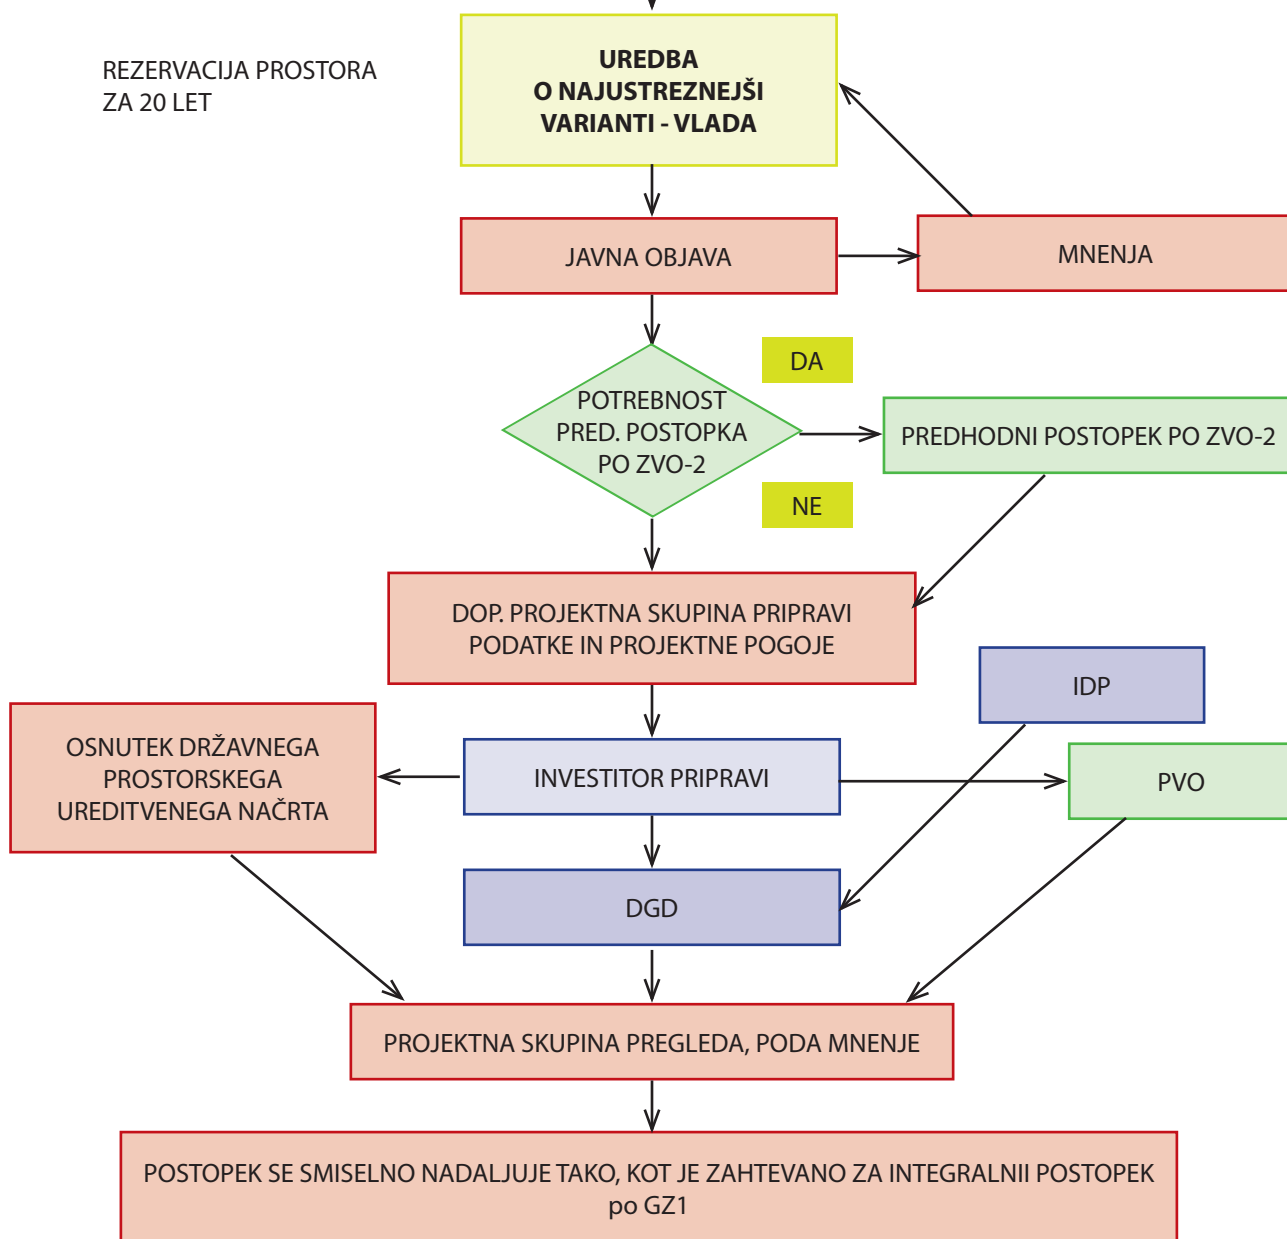 REZERVACIJA PROSTORA
ZA 20 LET
UREDBA
O NAJUSTREZNEJŠI
VARIANTI - VLADA
JAVNA OBJAVA
MNENJA
DA
POTREBNOST
PRED. POSTOPKA
PO ZVO-2
PREDHODNI POSTOPEK PO ZVO-2
NE
DOP. PROJEKTNA SKUPINA PRIPRAVI
PODATKE IN PROJEKTNE POGOJE
IDP
OSNUTEK DRŽAVNEGA
PROSTORSKEGA
UREDITVENEGA NAČRTA
INVESTITOR PRIPRAVI
PVO
DGD
PROJEKTNA SKUPINA PREGLEDA, PODA MNENJE
POSTOPEK SE SMISELNO NADALJUJE TAKO, KOT JE ZAHTEVANO ZA INTEGRALNII POSTOPEK
po GZ1